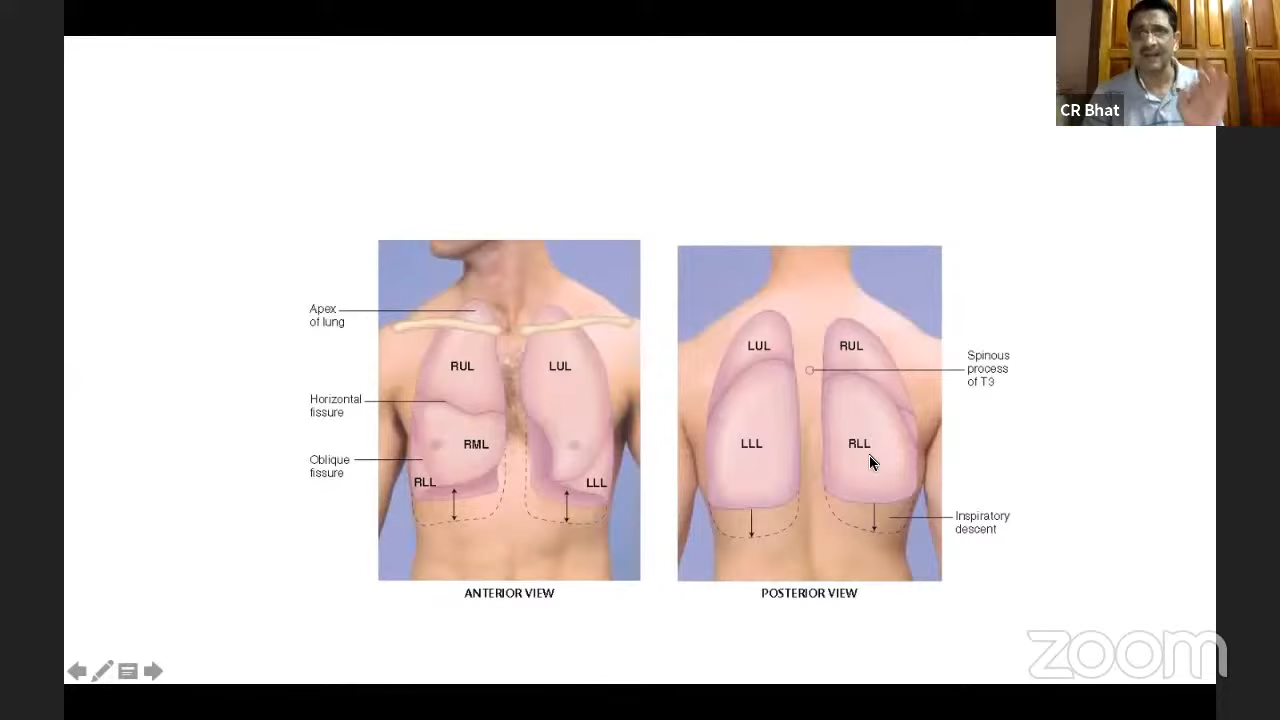 CR Bhat
Apex
of lung
RUL
LUL
Horizontal
fissure
RML
Oblique
fissure
RLL
LLL
ANTERIOR VIEW
LUL
RUL
Spinous
process
of T3
LLL
RLL
Inspiratory
descent
POSTERIOR VIEW
zoom